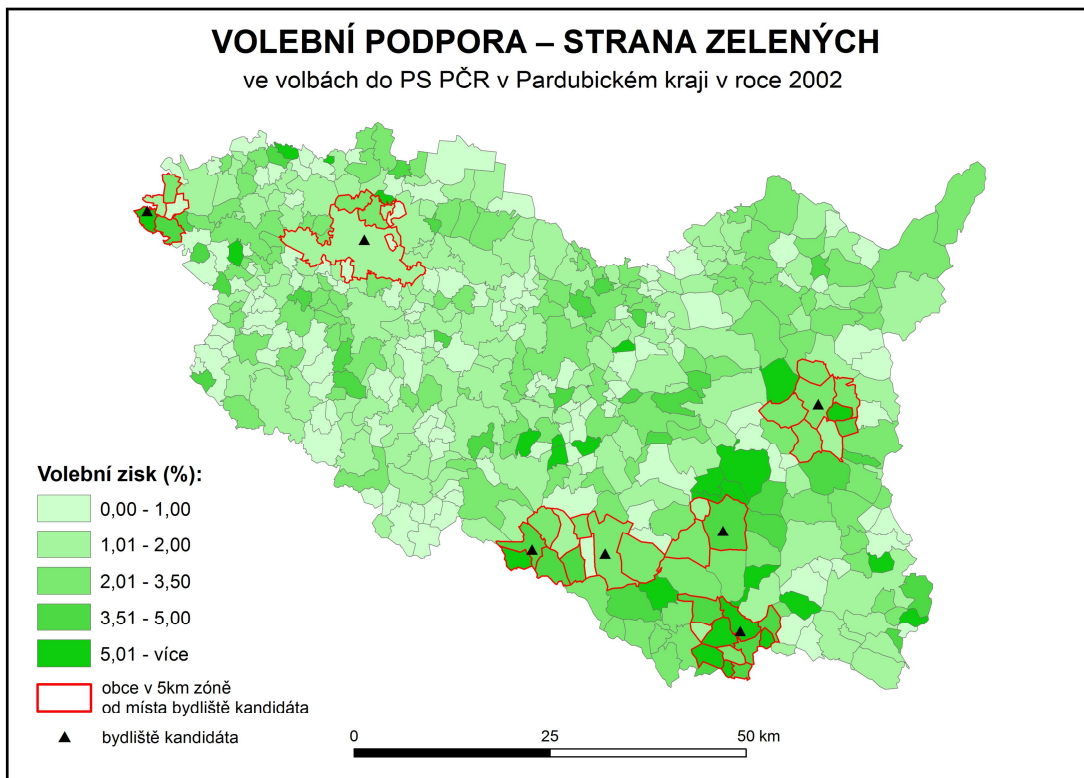 VOLEBNÍ PODPORA – STRANA ZELENÝCH
ve volbách do PS PČR v Pardubickém kraji v roce 2002
Volební zisk (%):
0,00 - 1,00
1,01 - 2,00
2,01 - 3,50
3,51 - 5,00
5,01 - více
obce v 5km zóně
od místa bydliště kandidáta
bydliště kandidáta
0 25 50 km